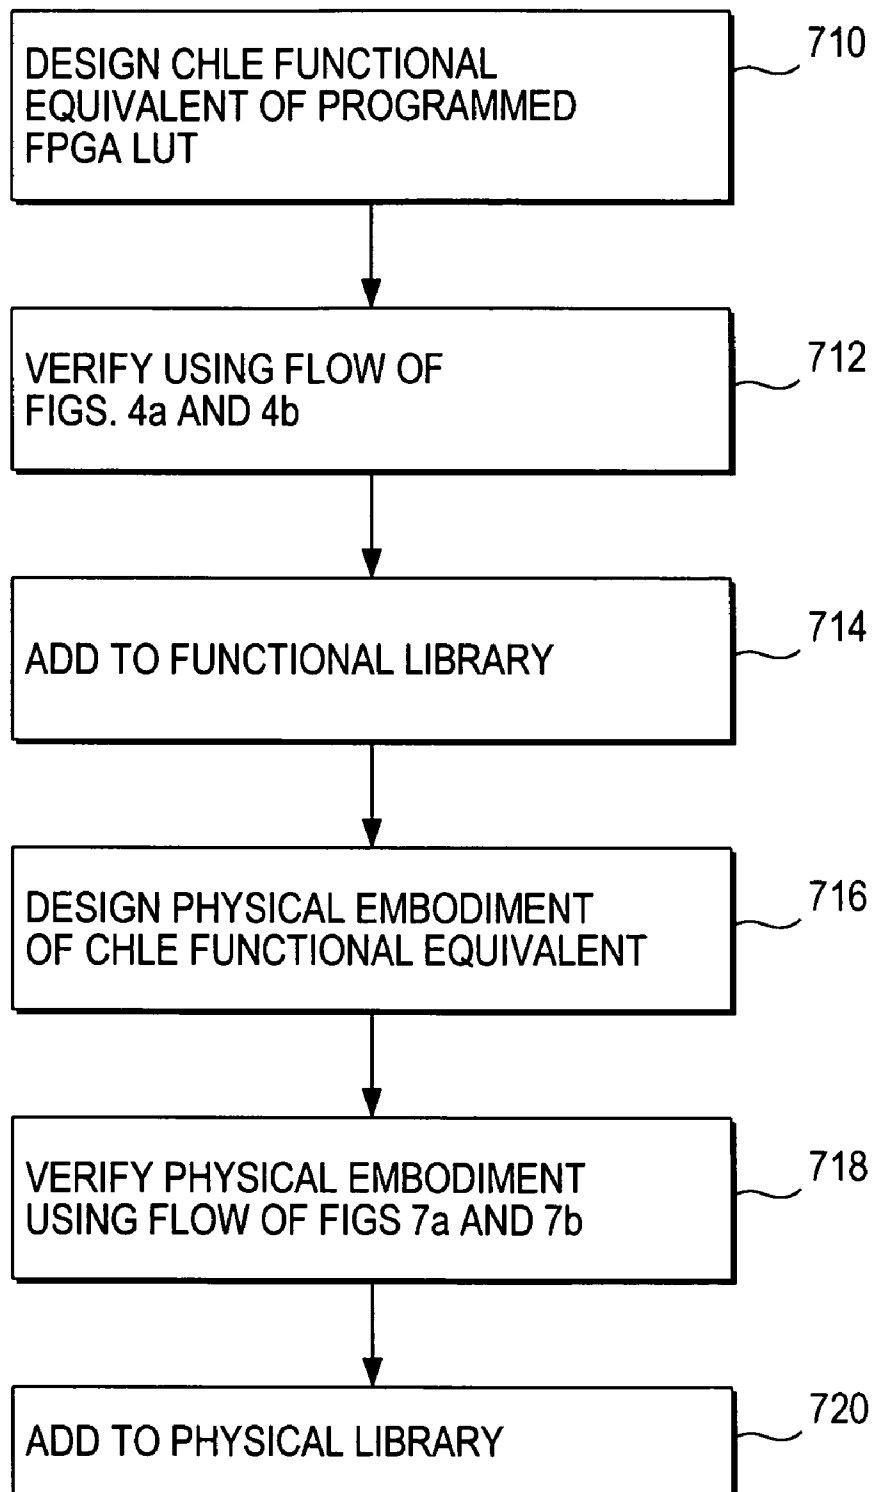 DESIGN CHLE FUNCTIONAL
EQUIVALENT OF PROGRAMMED
FPGA LUT
710
VERIFY USING FLOW OF
FIGS. 4a AND 4b
712
ADD TO FUNCTIONAL LIBRARY
714
DESIGN PHYSICAL EMBODIMENT
OF CHLE FUNCTIONAL EQUIVALENT
716
VERIFY PHYSICAL EMBODIMENT
USING FLOW OF FIGS 7a AND 7b
718
ADD TO PHYSICAL LIBRARY
720